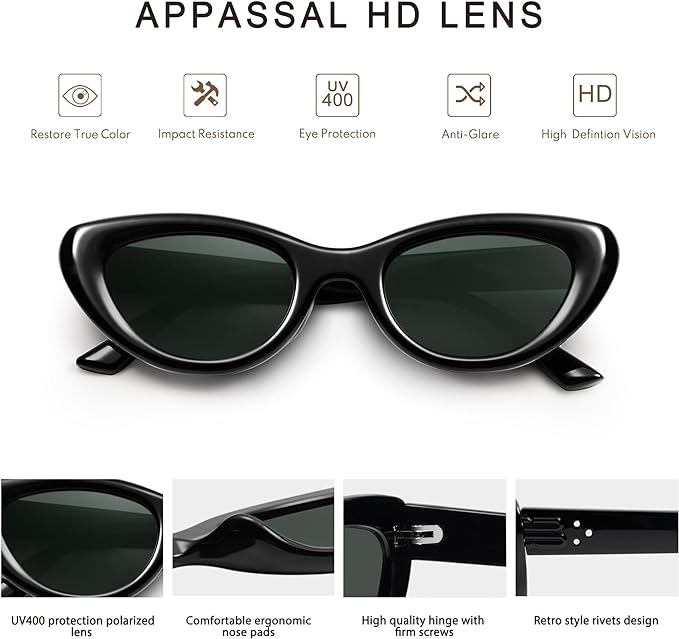 APPASSAL HD LENS
UV
400
HD
Restore True Color
Impact Resistance
Eye Protection
Anti-Glare
High Defintion Vision
UV400 protection polarized
lens
Comfortable ergonomic
nose pads
High quality hinge with
firm screws
Retro style rivets design